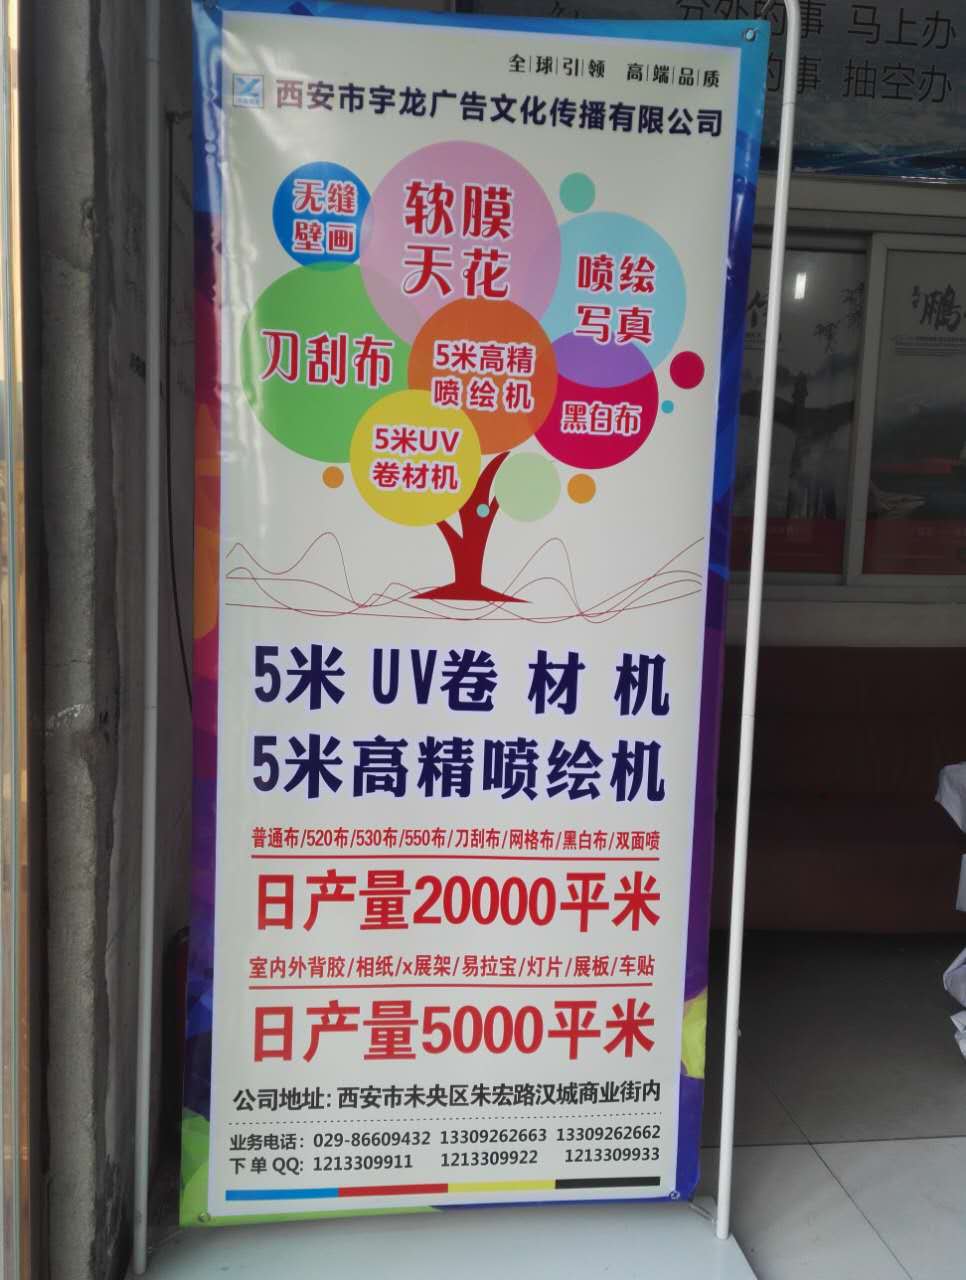 分外的事 马上办
的事 抽空办
全球引领 高端品质
西安市宇龙广告文化传播有限公司
无缝
壁画
软膜
天花
喷绘
写真
刀刮布
5米高精
喷绘机
黑白布
5米UV
卷材机
5米 UV卷 材 机
5米高精喷绘机
普通布/520布/530布/550布/刀刮布/网格布/黑白布/双面喷
日产量20000平米
室内外背胶/相纸/x展架/易拉宝/灯片/展板/车贴
日产量5000平米
公司地址: 西安市未央区朱宏路汉城商业街内
业务电话: 029-86609432 13309262663 13309262662
下单QQ: 1213309911 1213309922 1213309933
鹏